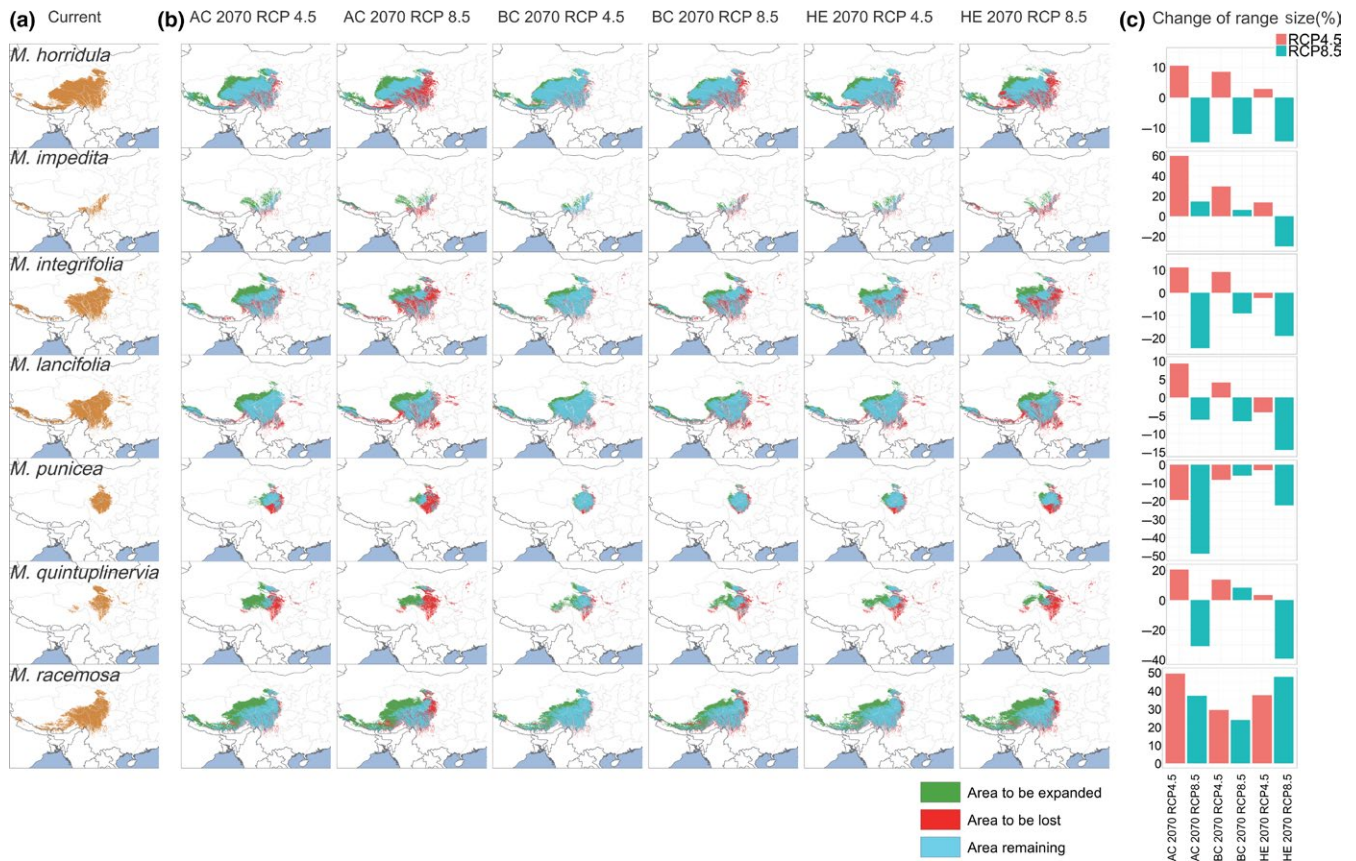 (a) Current (b) AC 2070 RCP 4.5 AC 2070 RCP 8.5 BC 2070 RCP 4.5 BC 2070 RCP 8.5 HE 2070 RCP 4.5 HE 2070 RCP 8.5 (c) Change of range size(%)
RCP4.5
RCP8.5
M. horridula
10
0
−10
M. impedita
60
40
20
0
−20
M. integrifolia
10
0
−10
−20
M. lancifolia
10
5
0
−5
−10
−15
M. punicea
0
−10
−20
−30
−40
−50
M. quintuplinervia
20
0
−20
−40
M. racemosa
50
40
30
20
10
0
AC 2070 RCP4.5
AC 2070 RCP8.5
BC 2070 RCP4.5
BC 2070 RCP8.5
HE 2070 RCP4.5
HE 2070 RCP8.5
Area to be expanded
Area to be lost
Area remaining